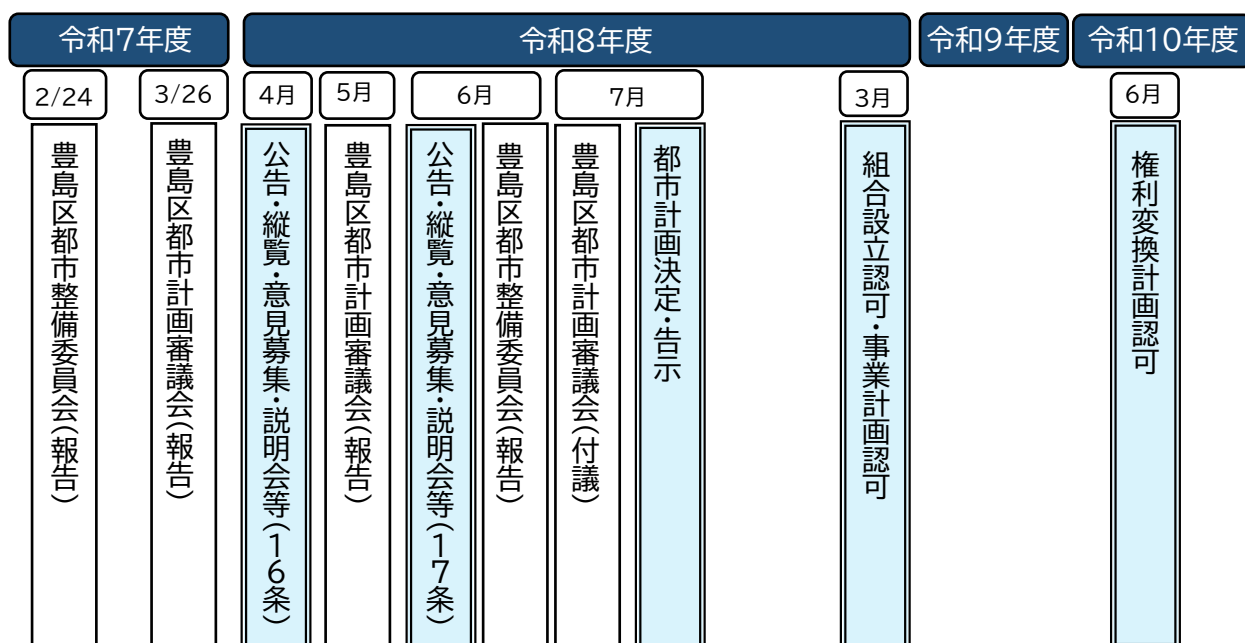 令和7年度
令和8年度
令和9年度
令和10年度
2/24
3/26
4月
5月
6月
7月
3月
6月
豊島区都市整備委員会(報告)
豊島区都市計画審議会(報告)
公告・縦覧・意見募集・説明会等(16条)
豊島区都市計画審議会(報告)
公告・縦覧・意見募集・説明会等(17条)
豊島区都市整備委員会(報告)
豊島区都市計画審議会(付議)
都市計画決定・告示
組合設立認可・事業計画認可
権利変換計画認可